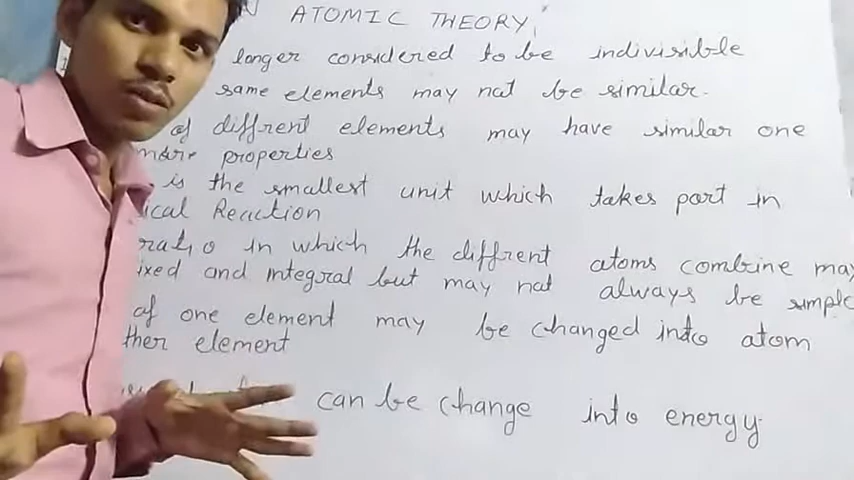 N ATOMIC THEORY
longer considered to be indivisible
same elements may not be similar.
of diffrent elements may have similar one
more properties
is the smallest unit which takes part in
ical Reaction
ratio in which the diffrent atoms combine may
ixed and integral but may not always be simple
of one element may be changed into atom
ther element
can be change into energy.